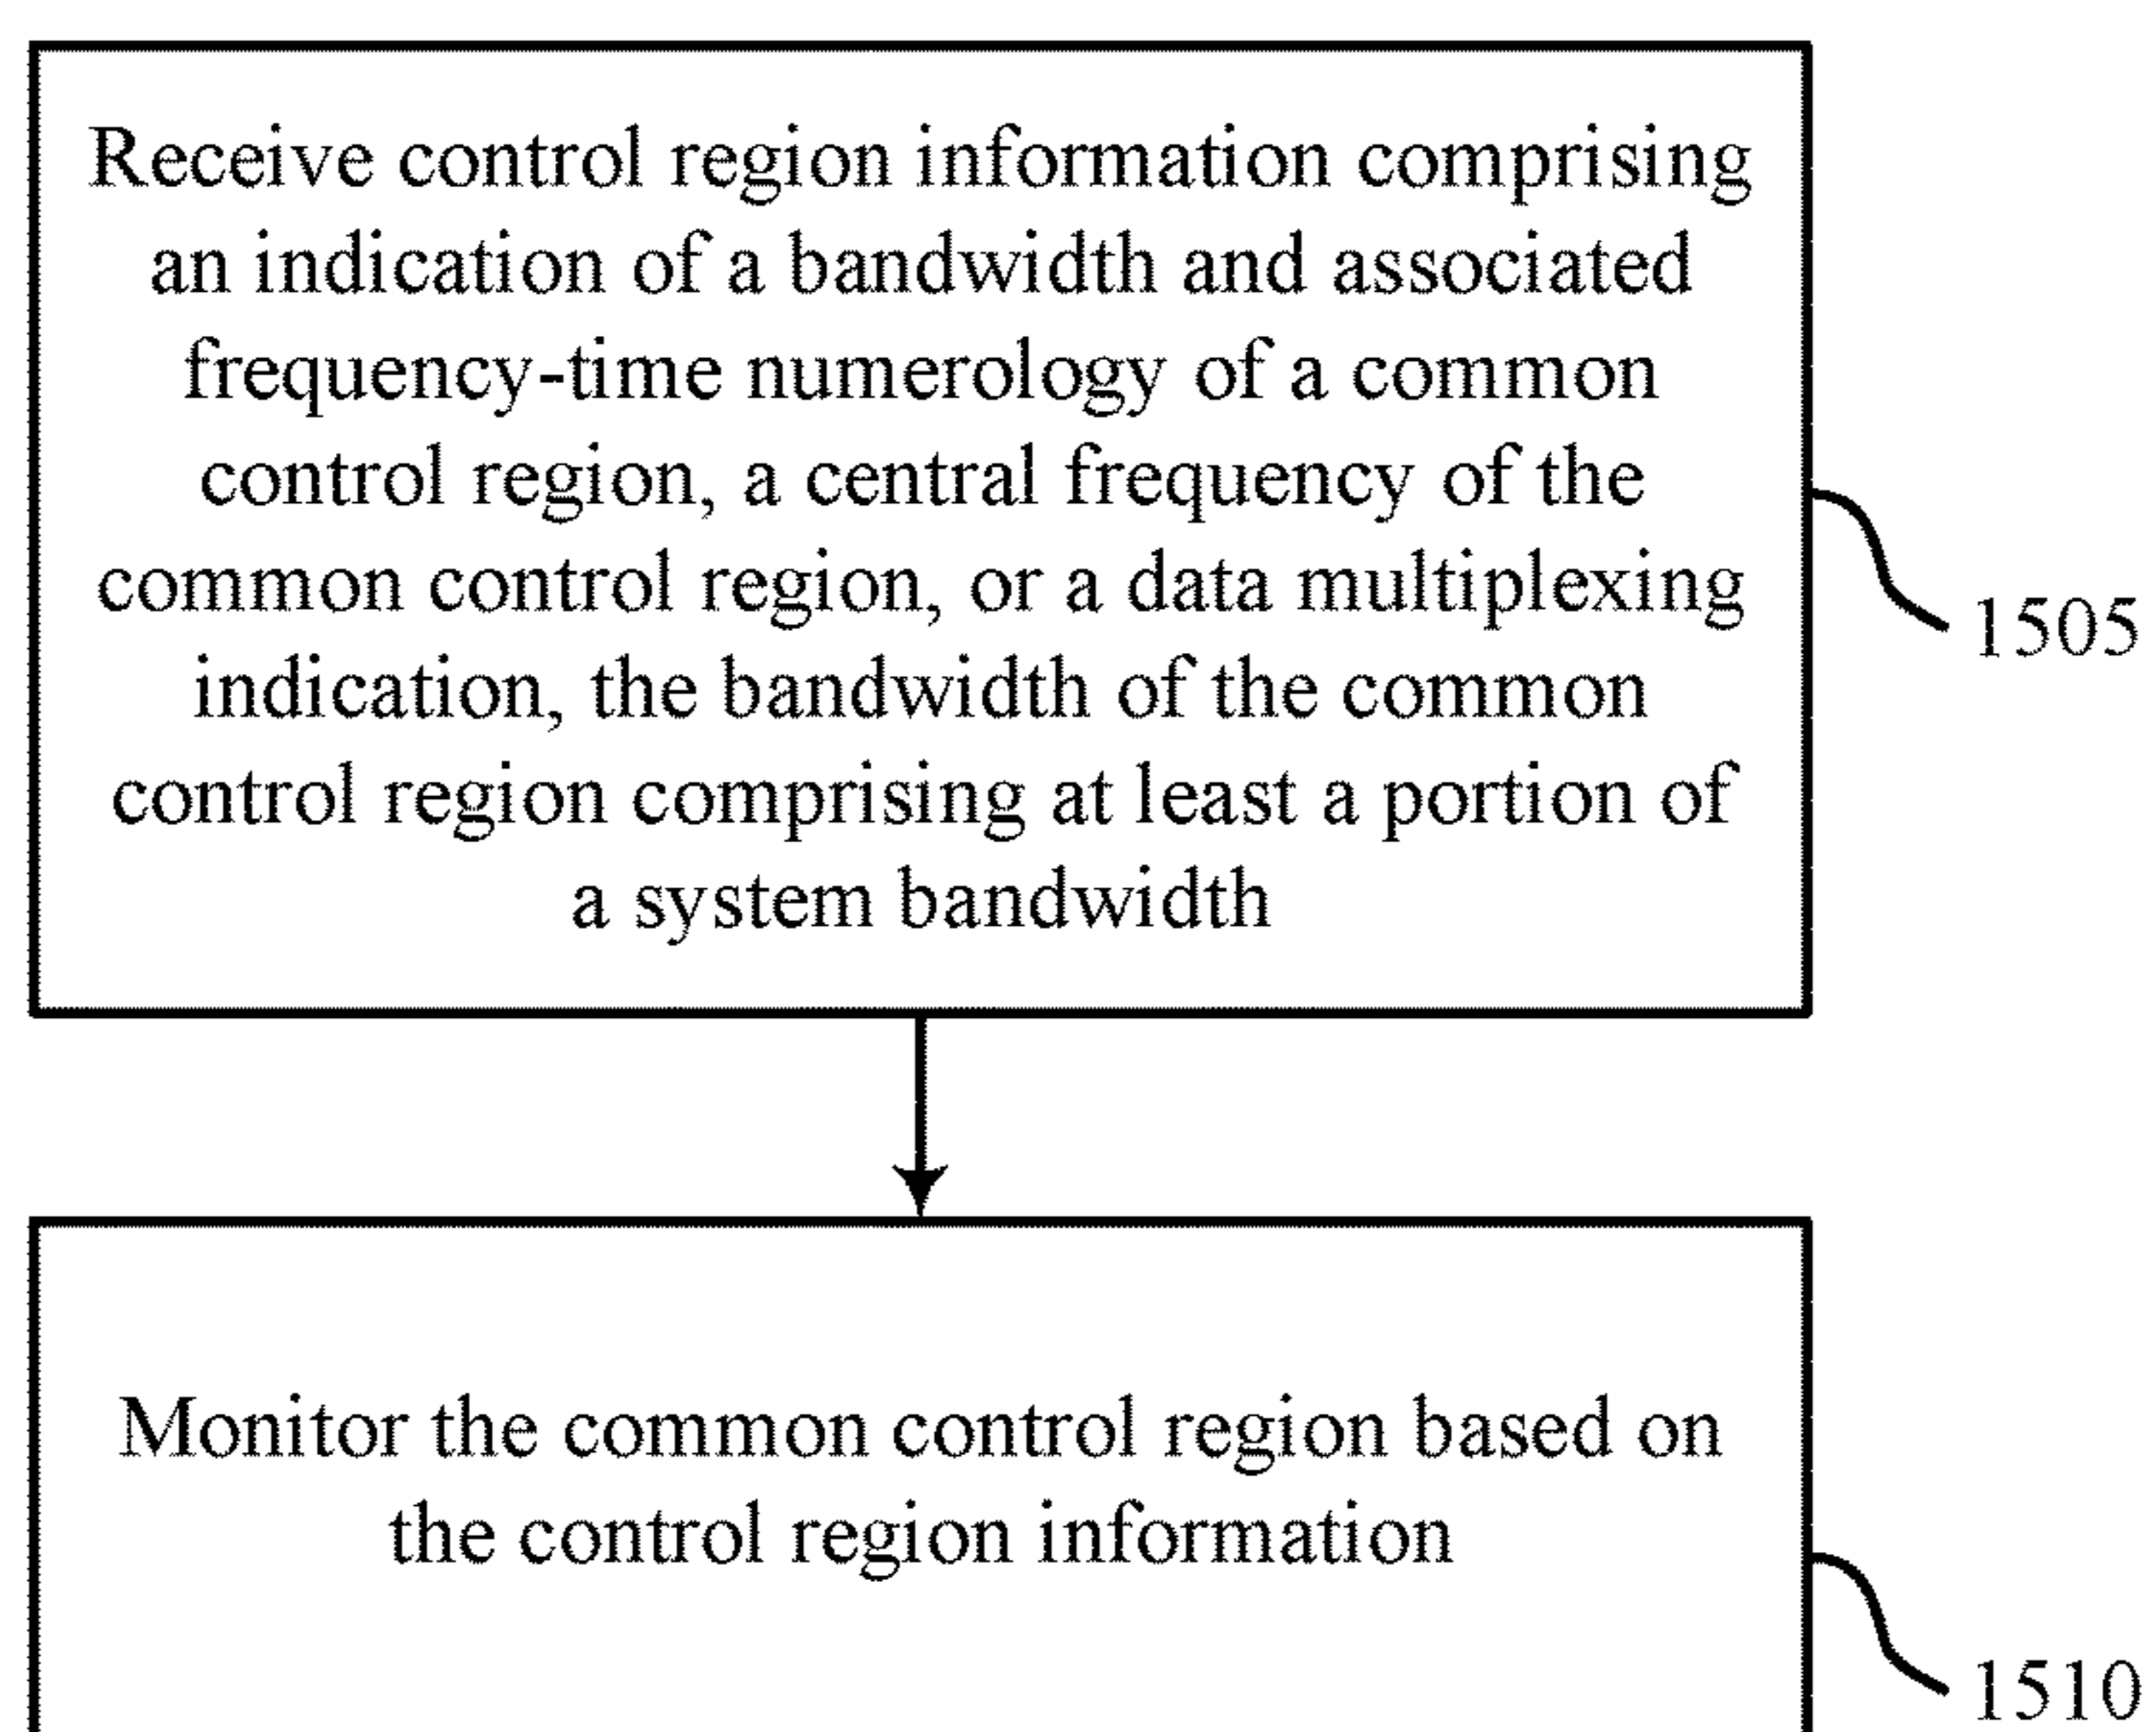 Receive control region information comprising
an indication of a bandwidth and associated
frequency-time numerology of a common
control region, a central frequency of the
common control region, or a data multiplexing
indication, the bandwidth of the common
control region comprising at least a portion of
a system bandwidth
1505
Monitor the common control region based on
the control region information
1510